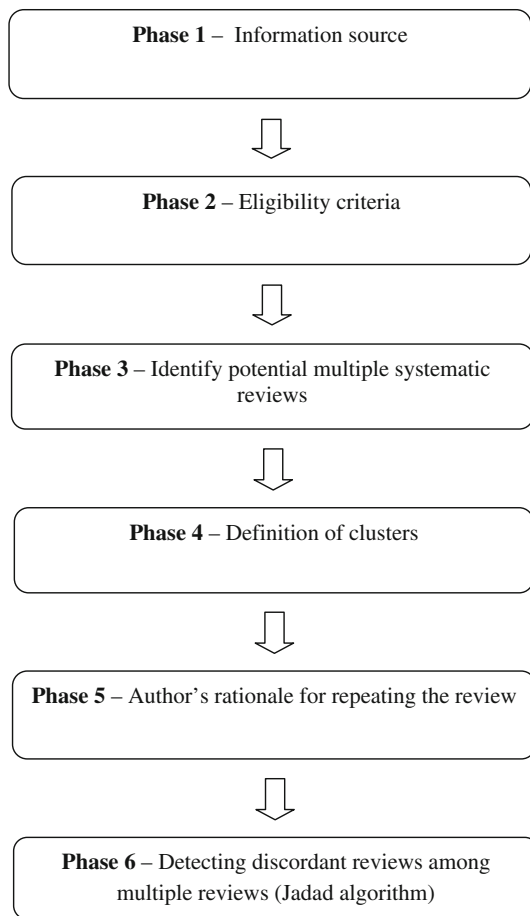 Phase 1 – Information source
Phase 2 – Eligibility criteria
Phase 3 – Identify potential multiple systematic
reviews
Phase 4 – Definition of clusters
Phase 5 – Author’s rationale for repeating the review
Phase 6 – Detecting discordant reviews among
multiple reviews (Jadad algorithm)